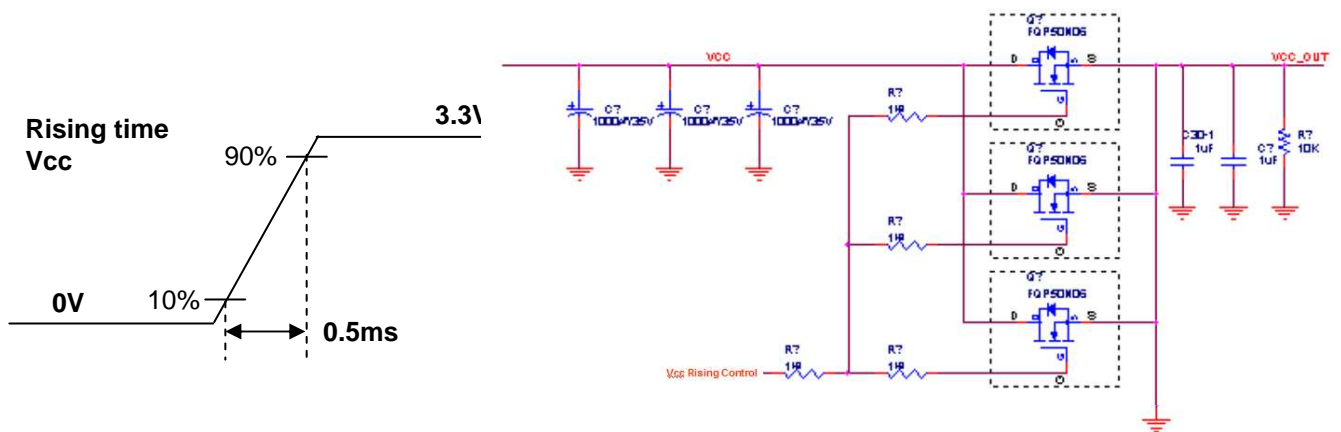 Rising time
Vcc
90%
3.3V
0V
10%
0.5ms
VCC
VCC_OUT
Q?
FQP50N06
D
S
G
R?
1K
C?
1000uF/35V
C?
1000uF/35V
C?
1000uF/35V
C30-1
1uF
C?
1uF
R?
10K
Q?
FQP50N06
D
S
G
R?
1K
Q?
FQP50N06
D
S
G
R?
1K
R?
1K
Vcc Rising Control